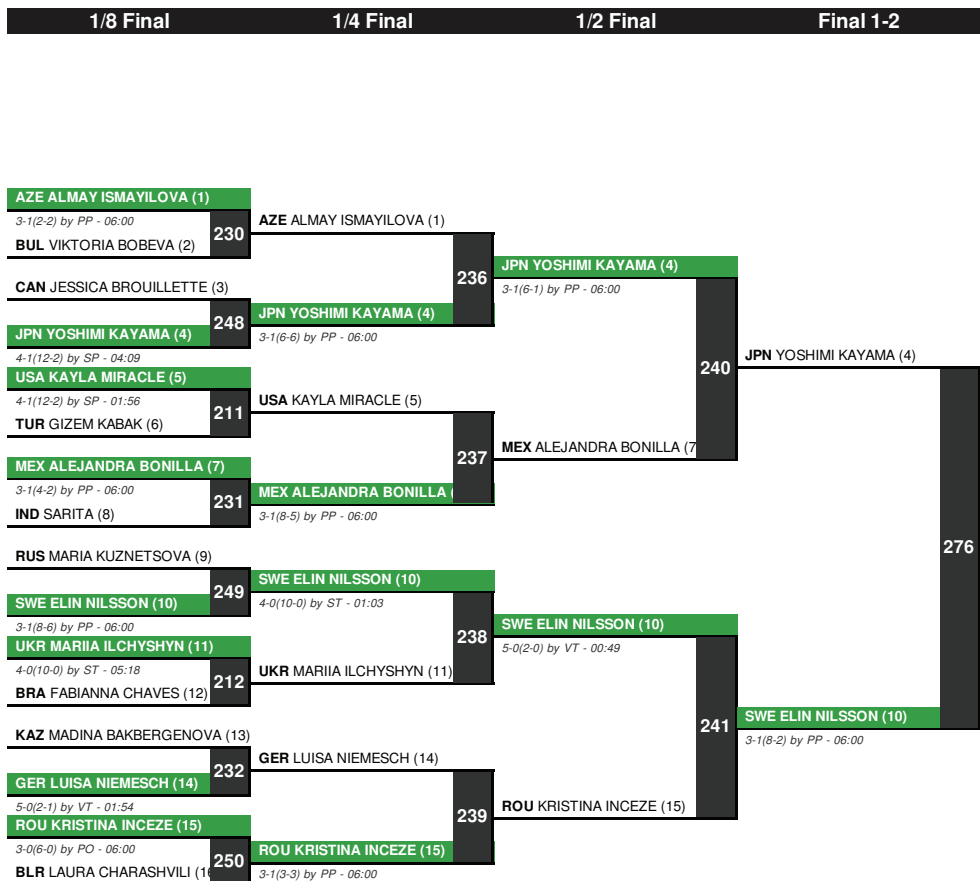 1/8 Final 1/4 Final 1/2 Final Final 1-2
AZE ALMAY ISMAYILOVA (1)
3-1(2-2) by PP - 06:00
BUL VIKTORIA BOBEVA (2)
230
CAN JESSICA BROUILLETTE (3)
248
JPN YOSHIMI KAYAMA (4)
4-1(12-2) by SP - 04:09
USA KAYLA MIRACLE (5)
4-1(12-2) by SP - 01:56
TUR GIZEM KABAK (6)
211
MEX ALEJANDRA BONILLA (7)
3-1(4-2) by PP - 06:00
IND SARITA (8)
231
RUS MARIA KUZNETSOVA (9)
249
SWE ELIN NILSSON (10)
3-1(8-6) by PP - 06:00
UKR MARIIA ILCHYSHYN (11)
4-0(10-0) by ST - 05:18
BRA FABIANNA CHAVES (12)
212
KAZ MADINA BAKBERGENOVA (13)
232
GER LUISA NIEMESCH (14)
5-0(2-1) by VT - 01:54
ROU KRISTINA INCEZE (15)
3-0(6-0) by PO - 06:00
BLR LAURA CHARASHVILI (1
250
AZE ALMAY ISMAYILOVA (1)
236
JPN YOSHIMI KAYAMA (4)
3-1(6-6) by PP - 06:00
USA KAYLA MIRACLE (5)
237
MEX ALEJANDRA BONILLA (
3-1(8-5) by PP - 06:00
SWE ELIN NILSSON (10)
4-0(10-0) by ST - 01:03
238
UKR MARIIA ILCHYSHYN (11)
GER LUISA NIEMESCH (14)
239
ROU KRISTINA INCEZE (15)
3-1(3-3) by PP - 06:00
JPN YOSHIMI KAYAMA (4)
3-1(6-1) by PP - 06:00
240
MEX ALEJANDRA BONILLA (7
SWE ELIN NILSSON (10)
5-0(2-0) by VT - 00:49
241
ROU KRISTINA INCEZE (15)
JPN YOSHIMI KAYAMA (4)
276
SWE ELIN NILSSON (10)
3-1(8-2) by PP - 06:00